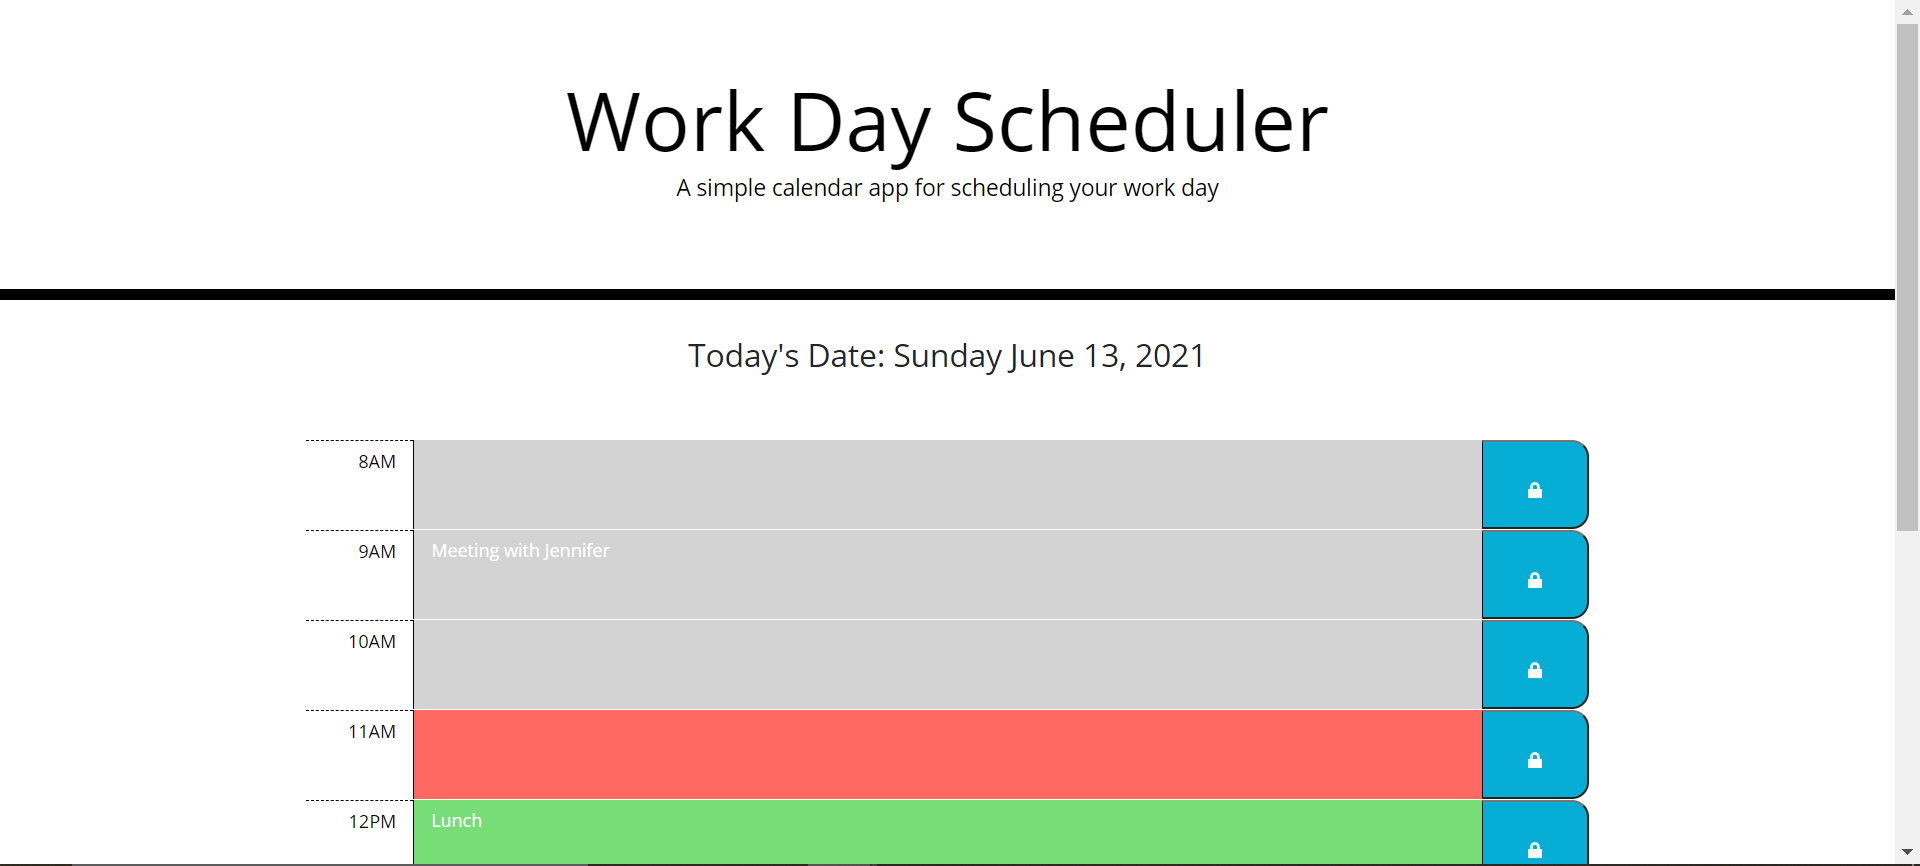 Work Day Scheduler
A simple calendar app for scheduling your work day
Today's Date: Sunday June 13, 2021
8AM
9AM
Meeting with Jennifer
10AM
11AM
12PM
Lunch